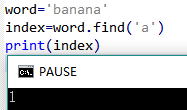 word='banana'
index=word.find('a')
print(index)
PAUSE
1